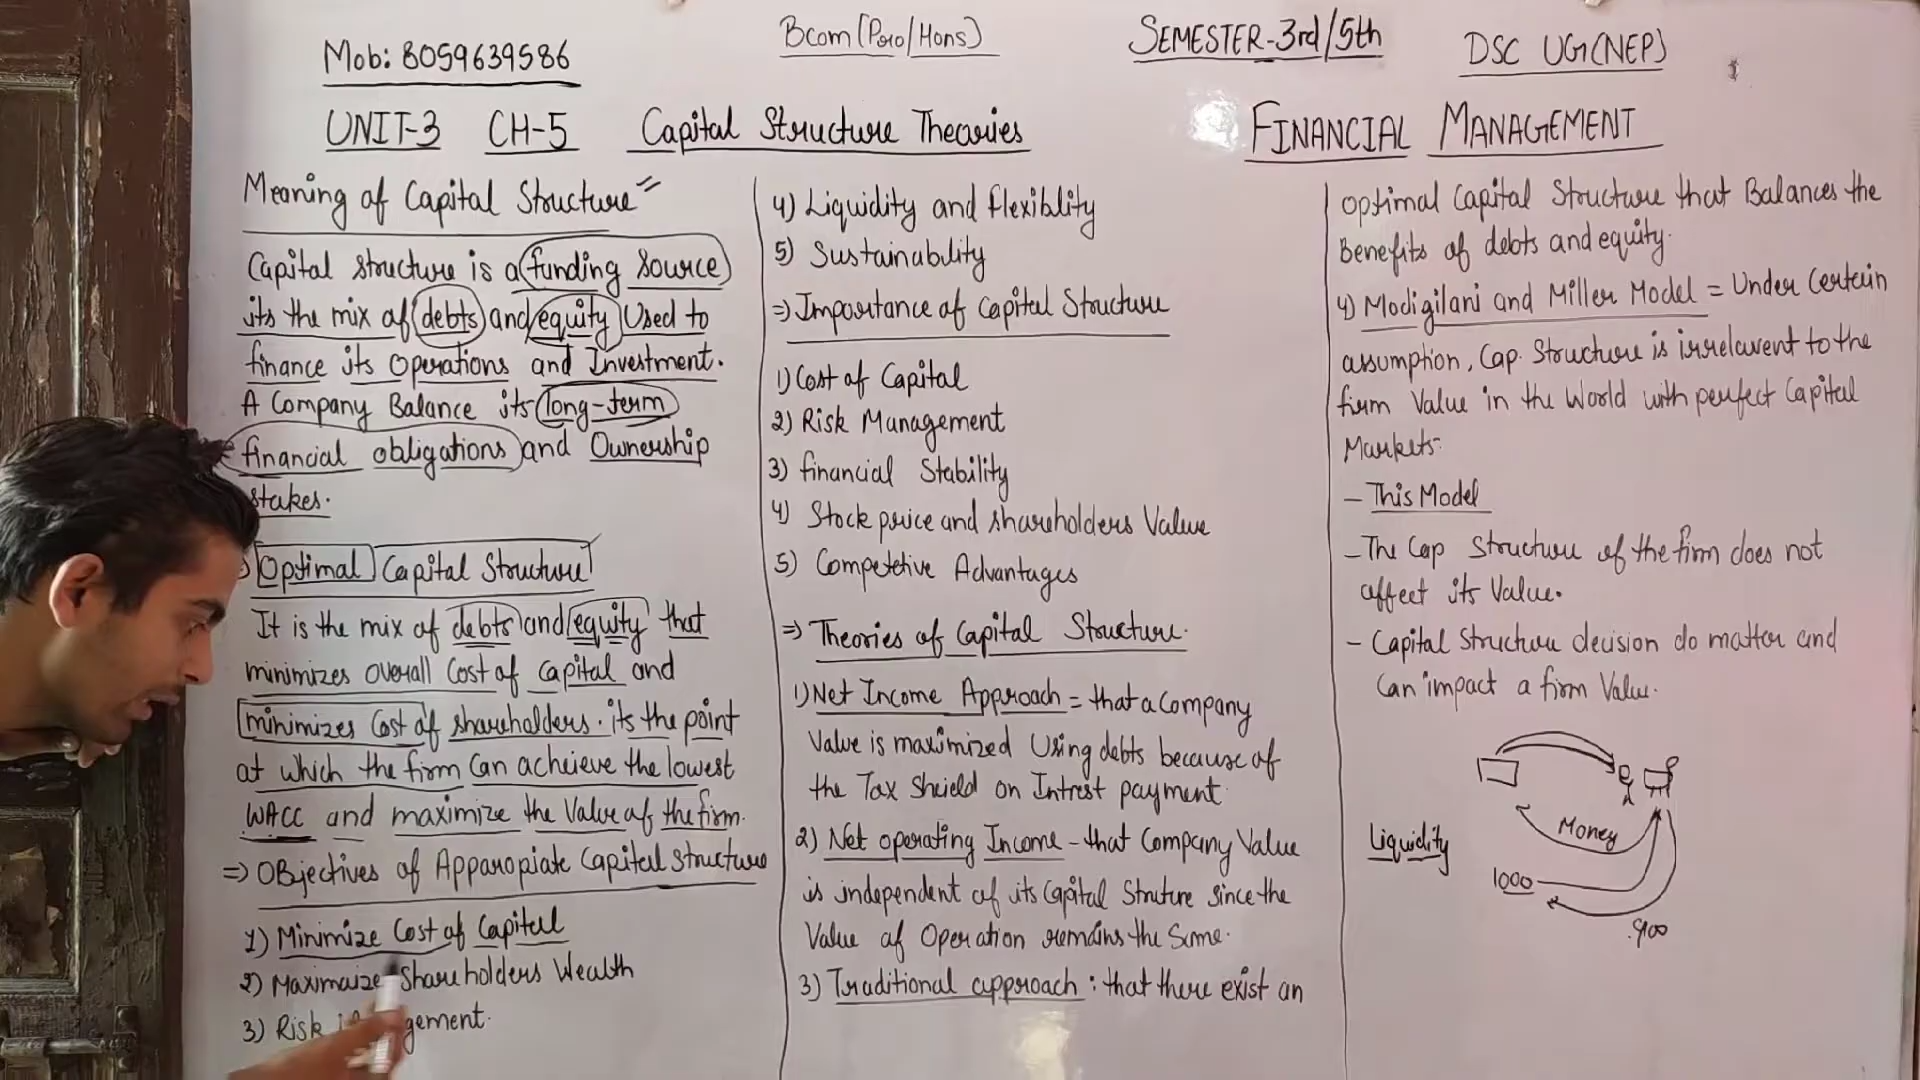 Mob: 8059639586
Bcom (Pro/Hons)
SEMESTER-3rd/5th
DSC UG(NEP)
UNIT-3 CH-5 Capital Structure Theories
FINANCIAL MANAGEMENT
Meaning of Capital Structure
Capital structure is a funding source
its the mix of debts and equity Used to
finance its Operations and Investment.
A Company Balance its long-term
financial obligations and Ownership
stakes.
Optimal Capital Structure
It is the mix of debts and equity that
minimizes overall Cost of Capital and
minimizes Cost of shareholders. its the point
at which the firm Can acheieve the lowest
WACC and maximize the Value of the firm.
=> Objectives of Apparopiate Capital Structure
1) Minimize Cost of Capital
2) Maximaize Shareholders Wealth
3) Risk gement.
4) Liquidity and flexiblity
5) Sustainability
=> Importance of Capital Structure
1) Cost of Capital
2) Risk Management
3) financial Stability
4) Stock price and shareholders Value
5) Competetive Advantages
=> Theories of Capital Structure.
1) Net Income Approach = that a Company
Value is maximized Using debts because of
the Tax Sheild on Intrest payment.
2) Net operating Income - that Company Value
is independent of its Capital Struture since the
Value of Operation remains the Same.
3) Traditional approach : that there exist an
optimal Capital Structure that Balances the
Benefits of debts and equity.
4) Modigilani and Miller Model = Under Certain
assumption, Cap. Structure is irrelavent to the
firm Value in the World with perfect Capital
Markets.
- This Model
- The Cap Structure of the firm does not
affect its Value.
- Capital Structure decision do matter and
Can impact a firm Value.
Money
Liquidity
1000
900